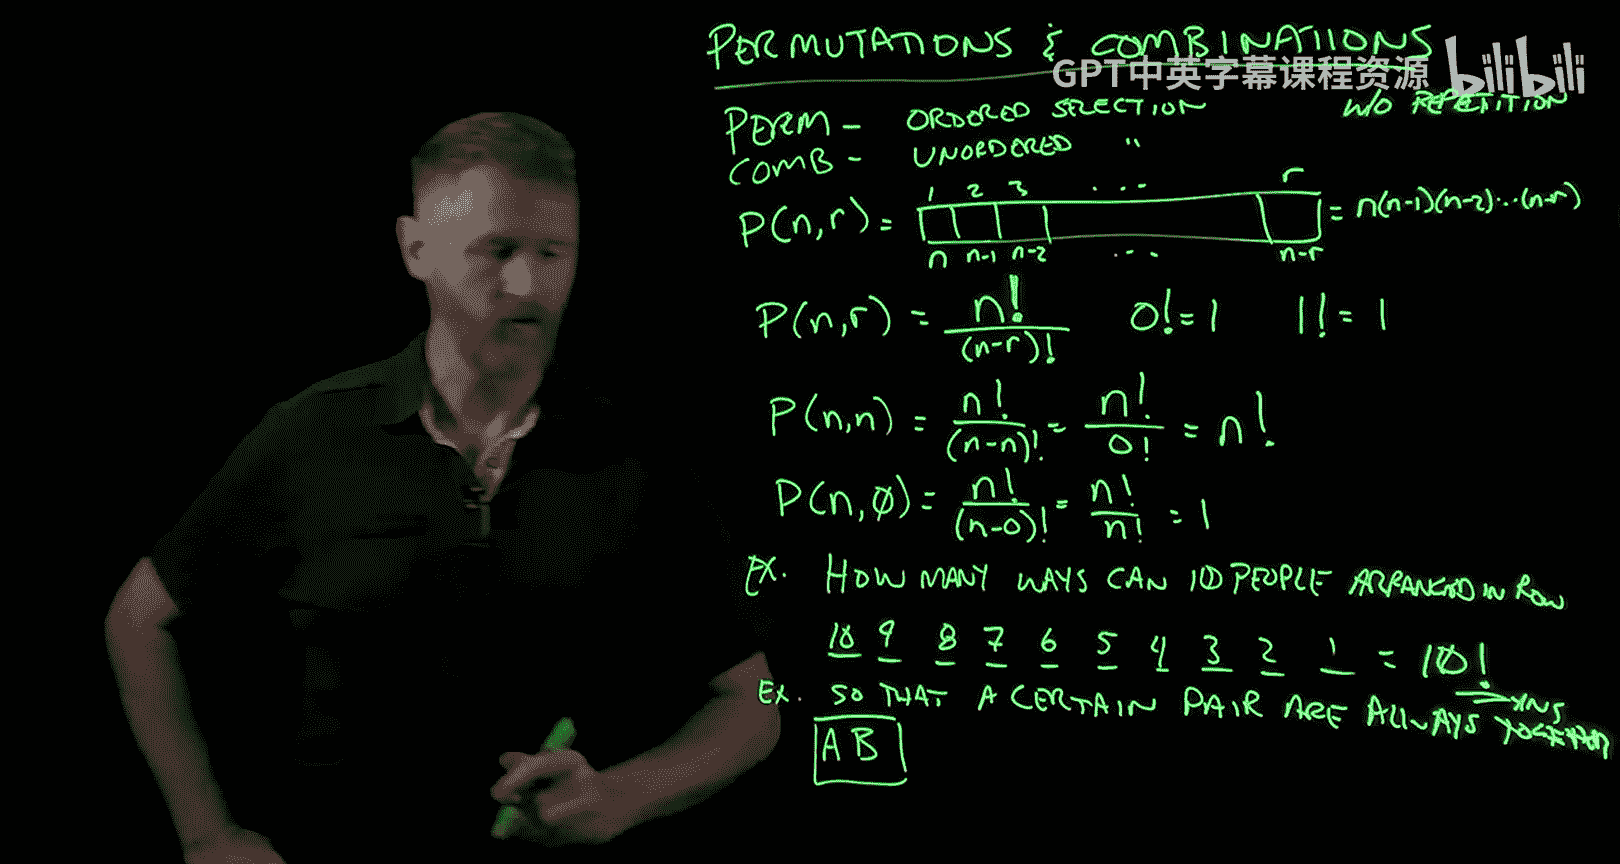 PERMUTATIONS & COMBINATIONS
GPT中英字幕课程资源 bilibili
PERM - ORDERED SELECTION W/O REPETITION
COMB - UNORDERED "
1 2 3 ... r
P(n,r) = = n(n-1)(n-2)...(n-r)
n n-1 n-2 ... n-r
P(n,r) = n!/(n-r)! 0! = 1 1! = 1
P(n,n) = n!/(n-n)! = n!/0! = n!
P(n,0) = n!/(n-0)! = n!/n! = 1
EX. HOW MANY WAYS CAN 10 PEOPLE ARRANGED IN ROW
10 9 8 7 6 5 4 3 2 1 = 10!
EX. SO THAT A CERTAIN PAIR ARE ALWAYS TOGETHER
AB